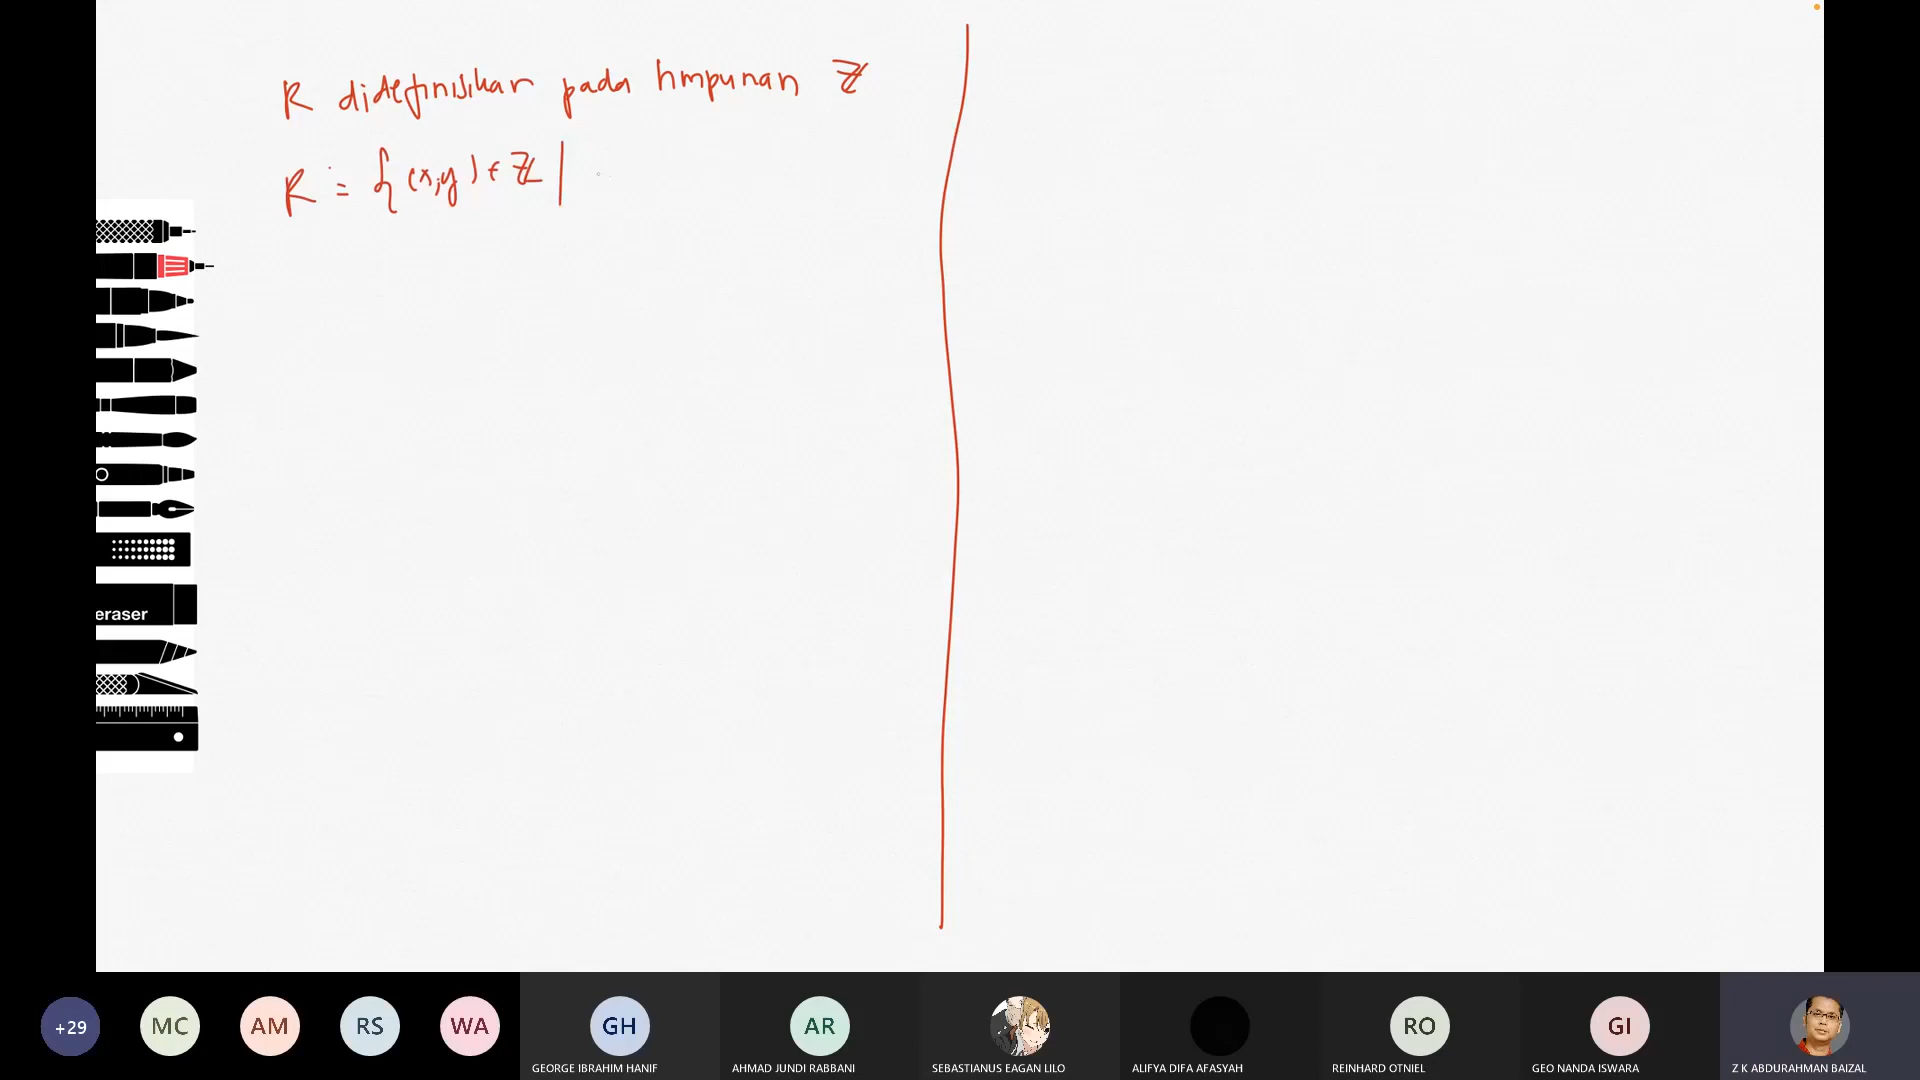 R didefinisikan pada himpunan ℤ
R = {(x,y) ∈ ℤ |
eraser
+29
MC
AM
RS
WA
GH
AR
RO
GI
GEORGE IBRAHIM HANIF
AHMAD JUNDI RABBANI
SEBASTIANUS EAGAN LILO
ALIFYA DIFA AFASYAH
REINHARD OTNIEL
GEO NANDA ISWARA
Z K ABDURAHMAN BAIZAL